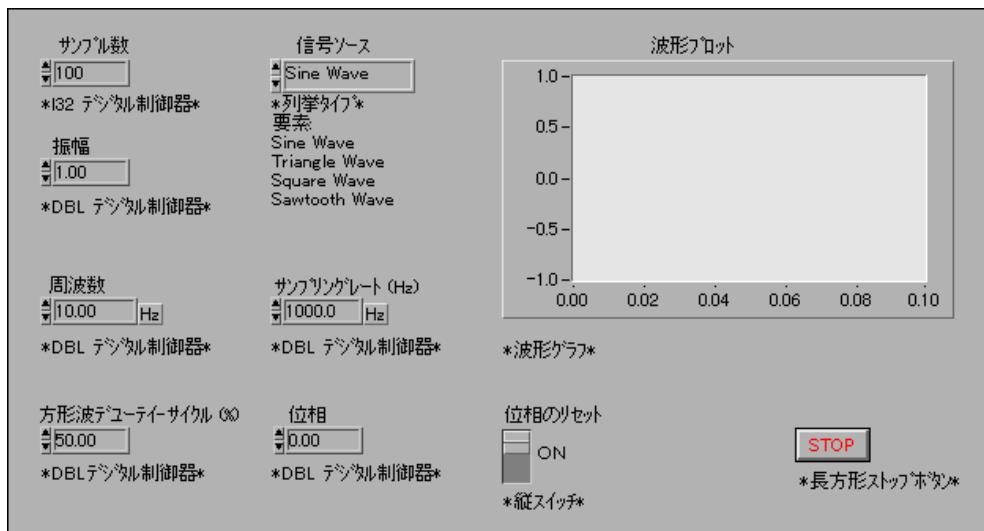 サンプル数
100
*I32 デジタル制御器*
信号ソース
Sine Wave
*列挙タイプ*
要素:
Sine Wave
Triangle Wave
Square Wave
Sawtooth Wave
振幅
1.00
*DBL デジタル制御器*
波形プロット
1.0
0.5
0.0
-0.5
-1.0
0.00 0.02 0.04 0.06 0.08 0.10
*波形グラフ*
周波数
10.00 Hz
*DBL デジタル制御器*
サンプリングレート (Hz)
1000.0 Hz
*DBL デジタル制御器*
方形波デューティーサイクル (%)
50.00
*DBLデジタル制御器*
位相
0.00
*DBL デジタル制御器*
位相のリセット
ON
*縦スイッチ*
STOP
*長方形ストップボタン*